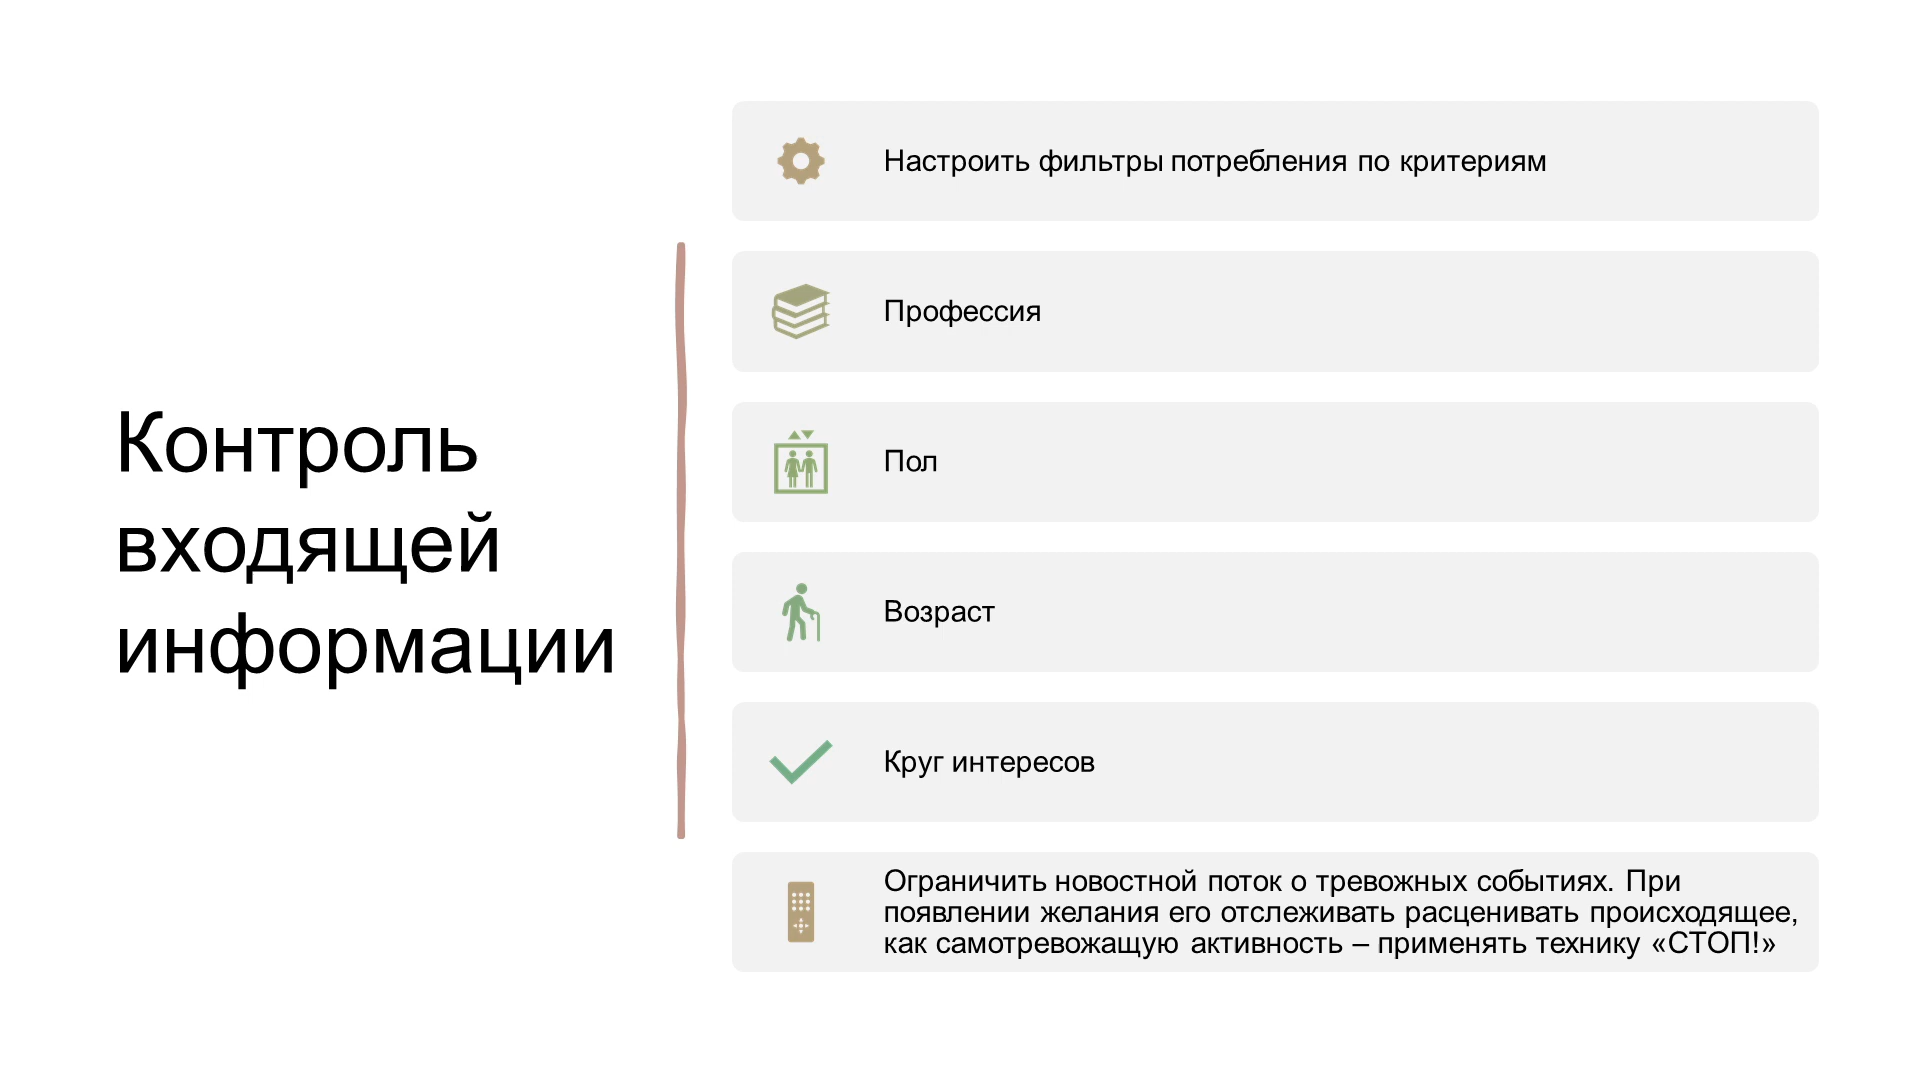 Контроль
входящей
информации
Настроить фильтры потребления по критериям
Профессия
Пол
Возраст
Круг интересов
Ограничить новостной поток о тревожных событиях. При
появлении желания его отслеживать расценивать происходящее,
как самотревожащую активность – применять технику «СТОП!»